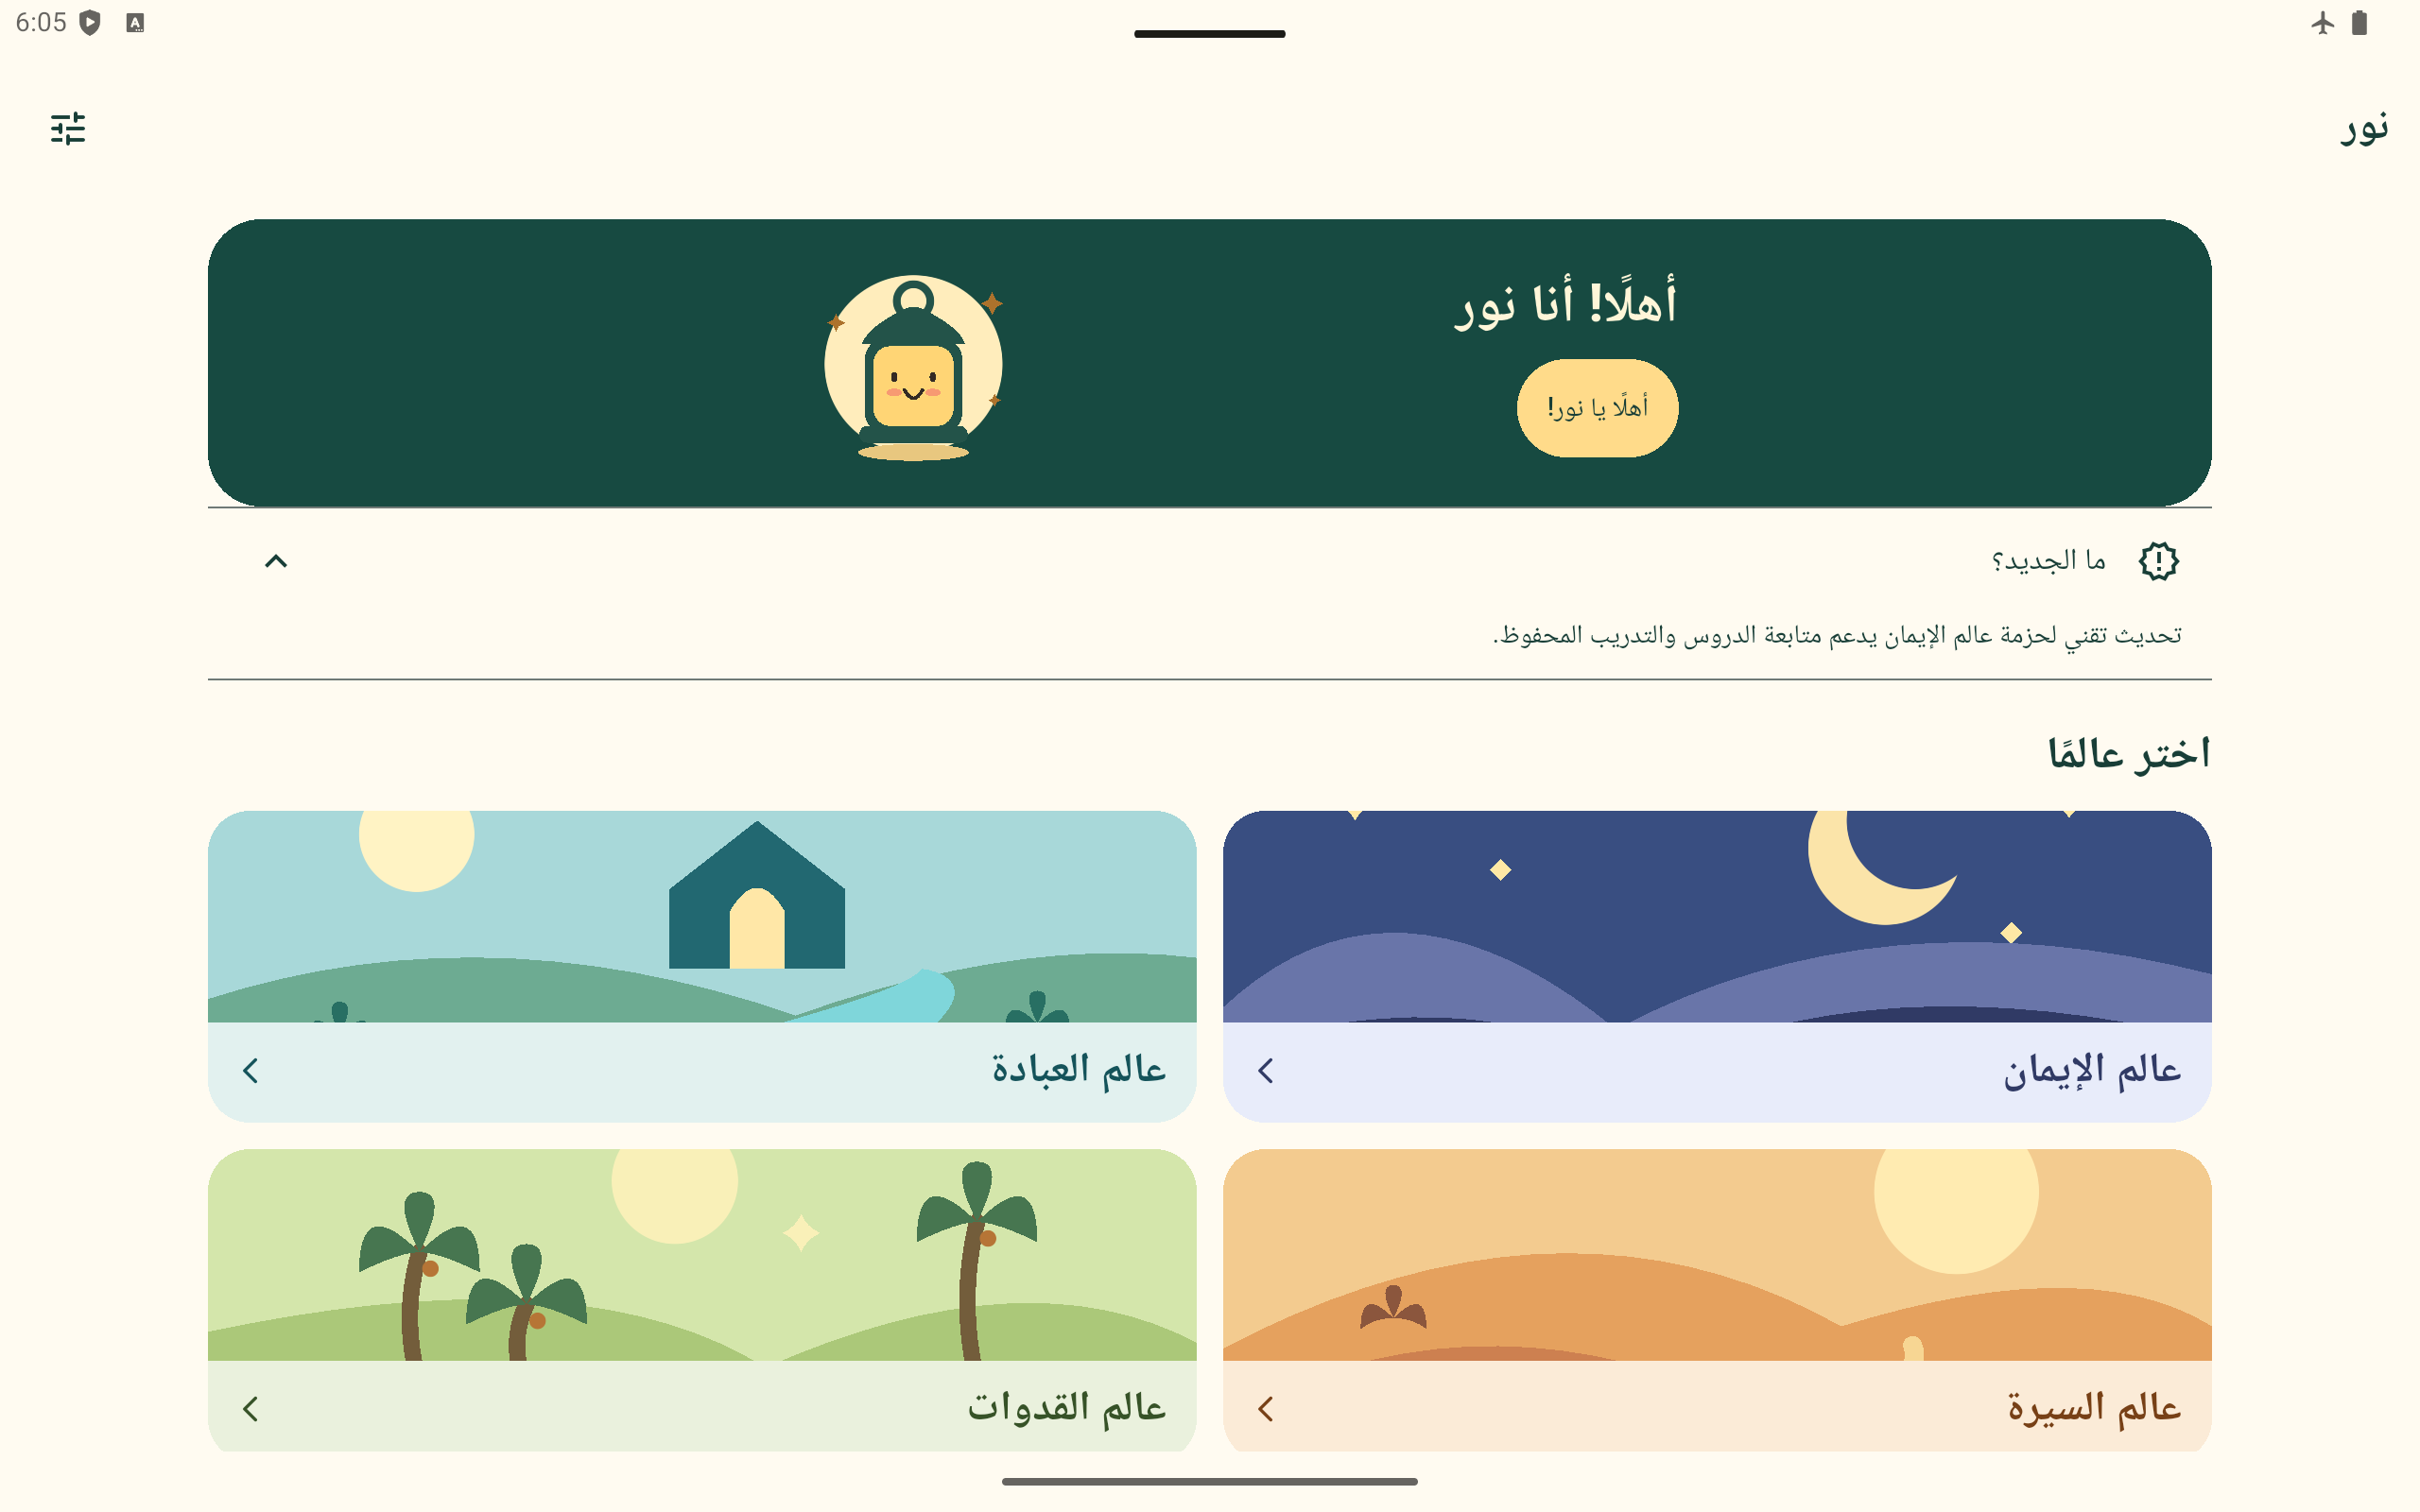 6:05
نور
أهلًا! أنا نور
أهلًا يا نور!
ما الجديد؟
تحديث تقني لحزمة عالم الإيمان يدعم متابعة الدروس والتدريب المحفوظ.
اختر عالمًا
عالم الإيمان
عالم العبادة
عالم السيرة
عالم القدوات